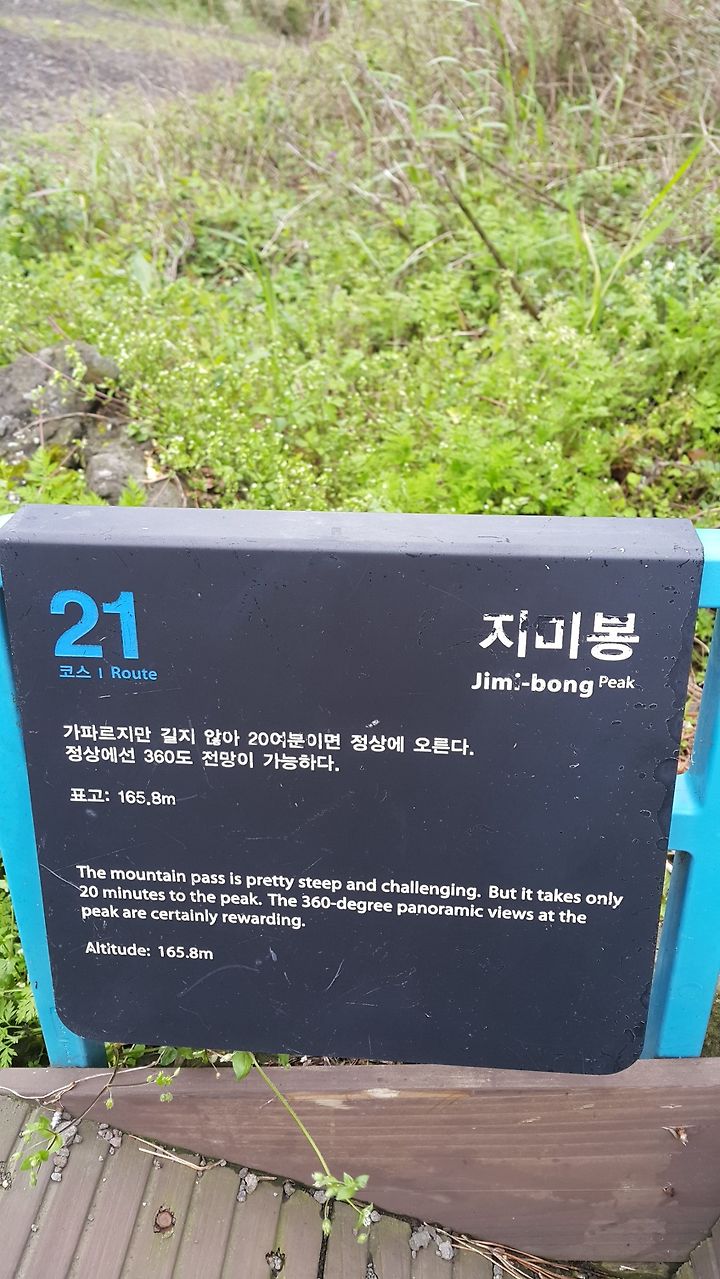 21
코스 | Route
지미봉
Jimi-bong Peak
가파르지만 길지 않아 20여분이면 정상에 오른다.
정상에선 360도 전망이 가능하다.
표고: 165.8m
The mountain pass is pretty steep and challenging. But it takes only
20 minutes to the peak. The 360-degree panoramic views at the
peak are certainly rewarding.
Altitude: 165.8m